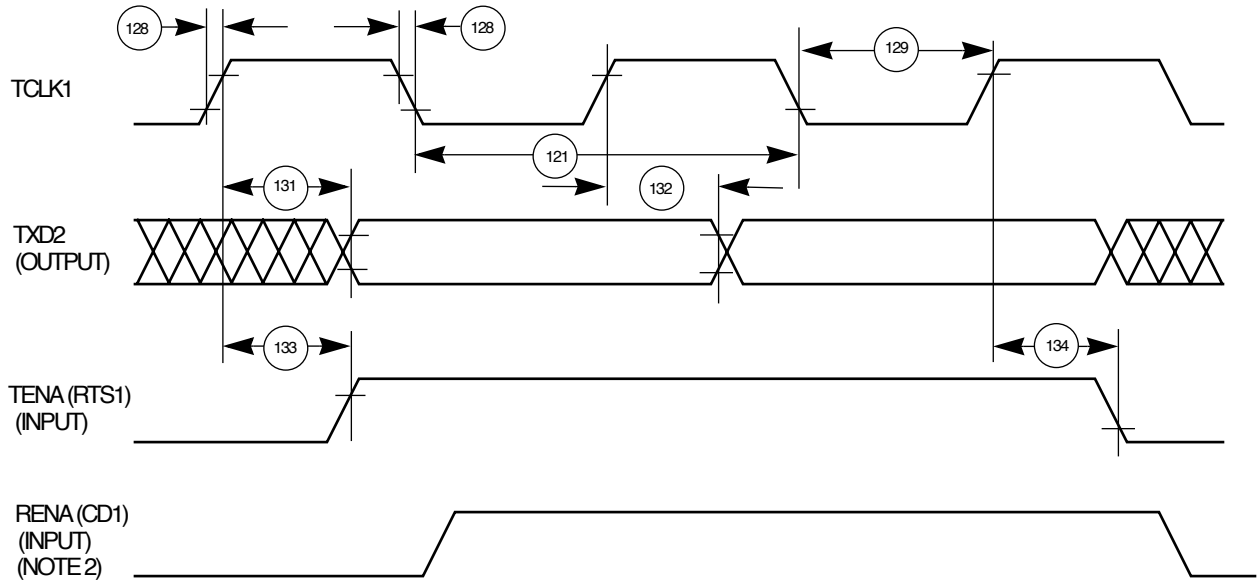 128
128
129
TCLK1
121
131
132
TXD2
(OUTPUT)
133
134
TENA (RTS1)
(INPUT)
RENA (CD1)
(INPUT)
(NOTE 2)